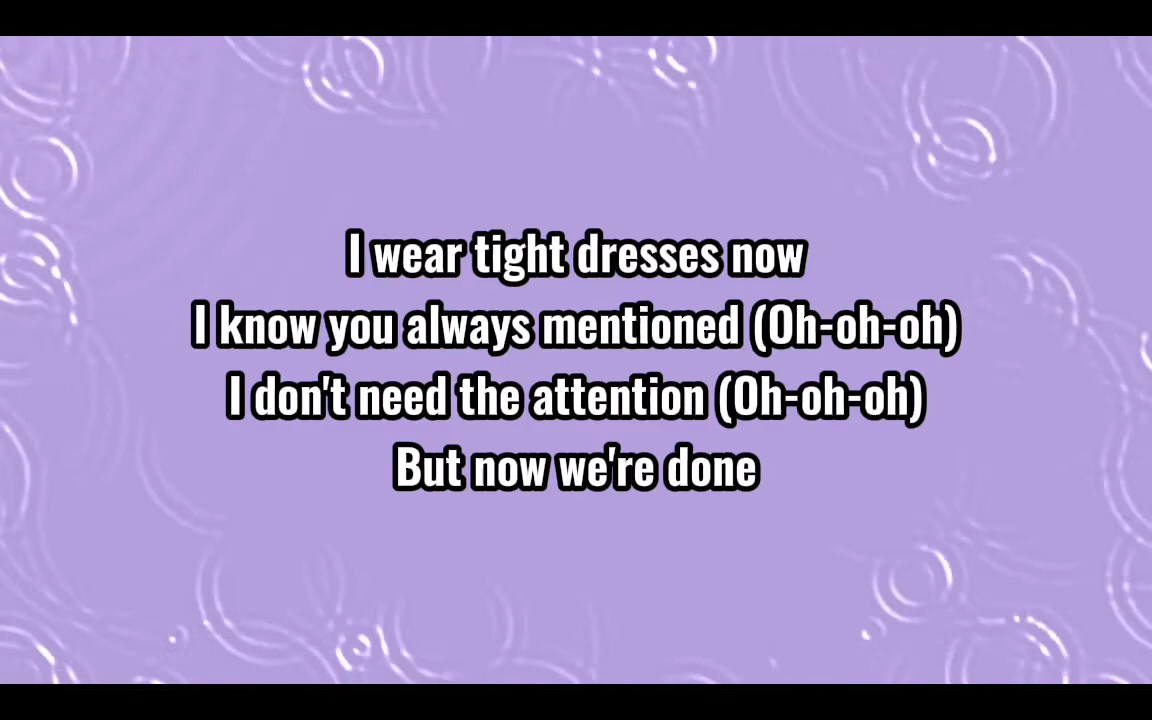 I wear tight dresses now
I know you always mentioned (Oh-oh-oh)
I don't need the attention (Oh-oh-oh)
But now we're done